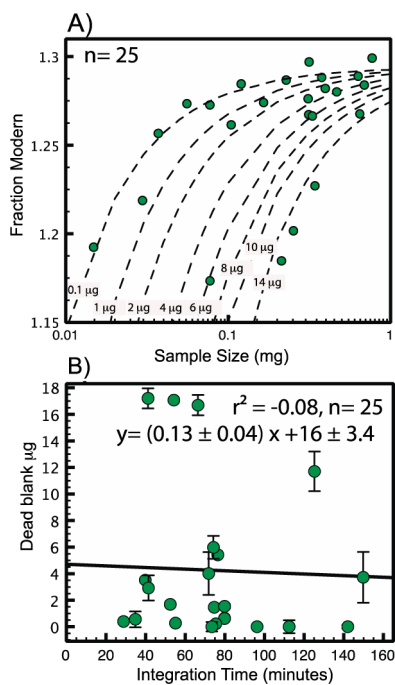 A)
n= 25
1.3
1.25
1.2
1.15
Fraction Modern
0.1 μg
1 μg
2 μg
4 μg
6 μg
8 μg
10 μg
14 μg
0.01
0.1
1
Sample Size (mg)
B)
18
16
14
12
10
8
6
4
2
0
Dead blank μg
r² = -0.08, n= 25
y= (0.13 ± 0.04) x +16 ± 3.4
0 20 40 60 80 100 120 140 160
Integration Time (minutes)